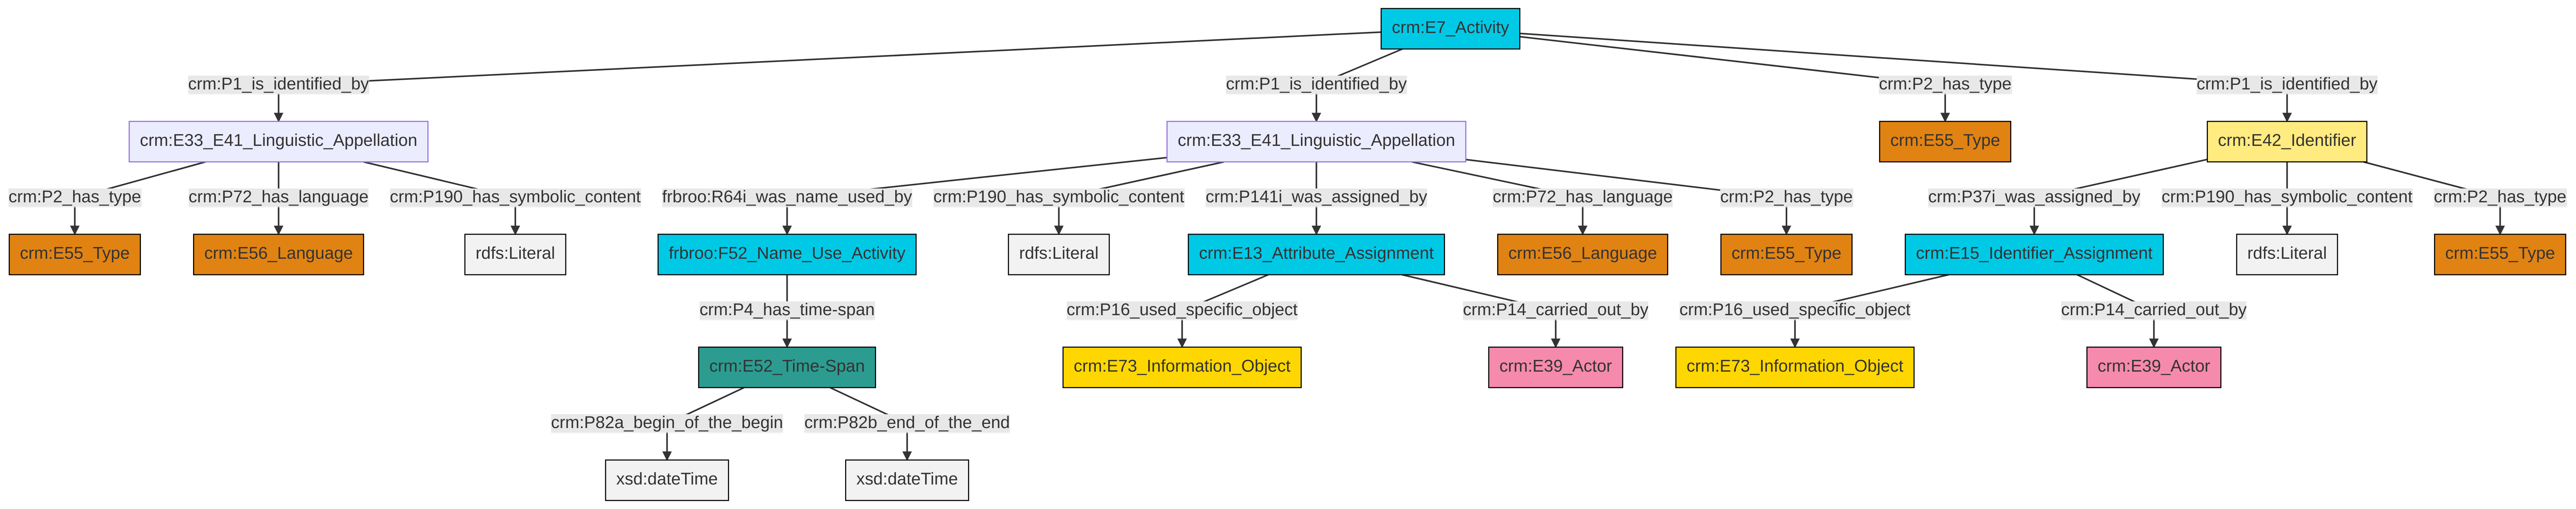 crm:E7_Activity
crm:P1_is_identified_by
crm:P1_is_identified_by
crm:P2_has_type
crm:P1_is_identified_by
crm:E33_E41_Linguistic_Appellation
crm:E33_E41_Linguistic_Appellation
crm:E55_Type
crm:E42_Identifier
crm:P2_has_type
crm:P72_has_language
crm:P190_has_symbolic_content
frbroo:R64i_was_name_used_by
crm:P190_has_symbolic_content
crm:P141i_was_assigned_by
crm:P72_has_language
crm:P2_has_type
crm:P37i_was_assigned_by
crm:P190_has_symbolic_content
crm:P2_has_type
crm:E55_Type
crm:E56_Language
rdfs:Literal
frbroo:F52_Name_Use_Activity
rdfs:Literal
crm:E13_Attribute_Assignment
crm:E56_Language
crm:E55_Type
crm:E15_Identifier_Assignment
rdfs:Literal
crm:E55_Type
crm:P4_has_time-span
crm:P16_used_specific_object
crm:P14_carried_out_by
crm:P16_used_specific_object
crm:P14_carried_out_by
crm:E52_Time-Span
crm:E73_Information_Object
crm:E39_Actor
crm:E73_Information_Object
crm:E39_Actor
crm:P82a_begin_of_the_begin
crm:P82b_end_of_the_end
xsd:dateTime
xsd:dateTime